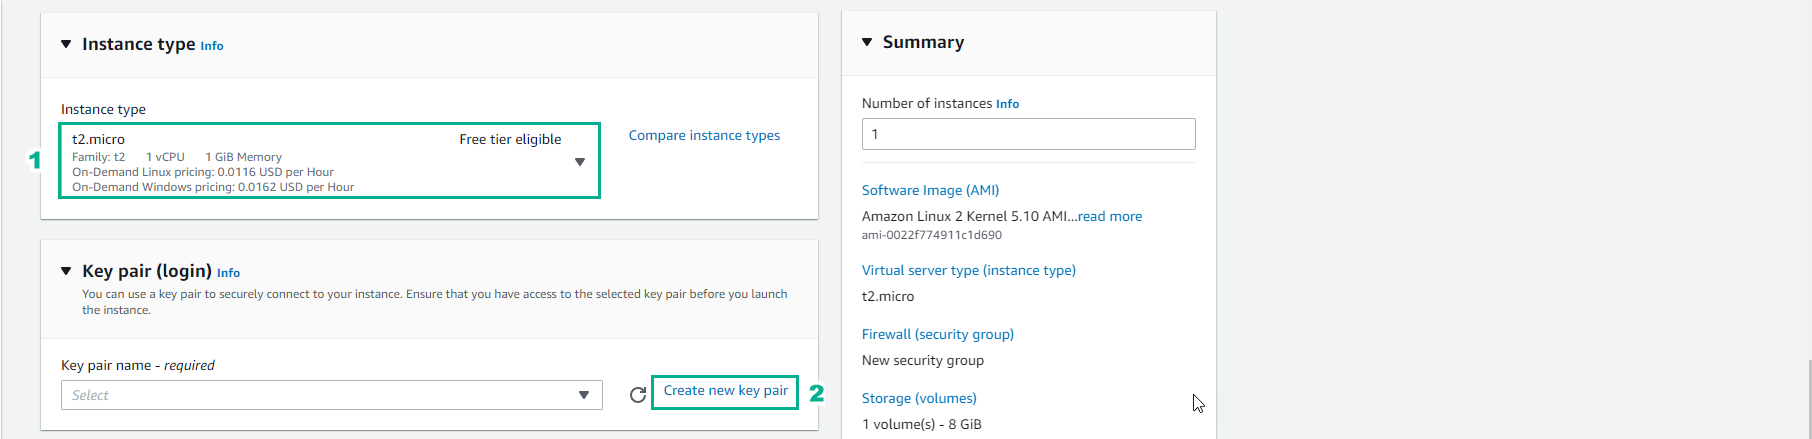 Instance type Info
Instance type
1
t2.micro Free tier eligible
Family: t2 1 vCPU 1 GiB Memory
On-Demand Linux pricing: 0.0116 USD per Hour
On-Demand Windows pricing: 0.0162 USD per Hour
Compare instance types
Key pair (login) Info
You can use a key pair to securely connect to your instance. Ensure that you have access to the selected key pair before you launch
the instance.
Key pair name - required
Select
Create new key pair
2
Summary
Number of instances Info
1
Software Image (AMI)
Amazon Linux 2 Kernel 5.10 AMI...read more
ami-0022f774911c1d690
Virtual server type (instance type)
t2.micro
Firewall (security group)
New security group
Storage (volumes)
1 volume(s) - 8 GiB